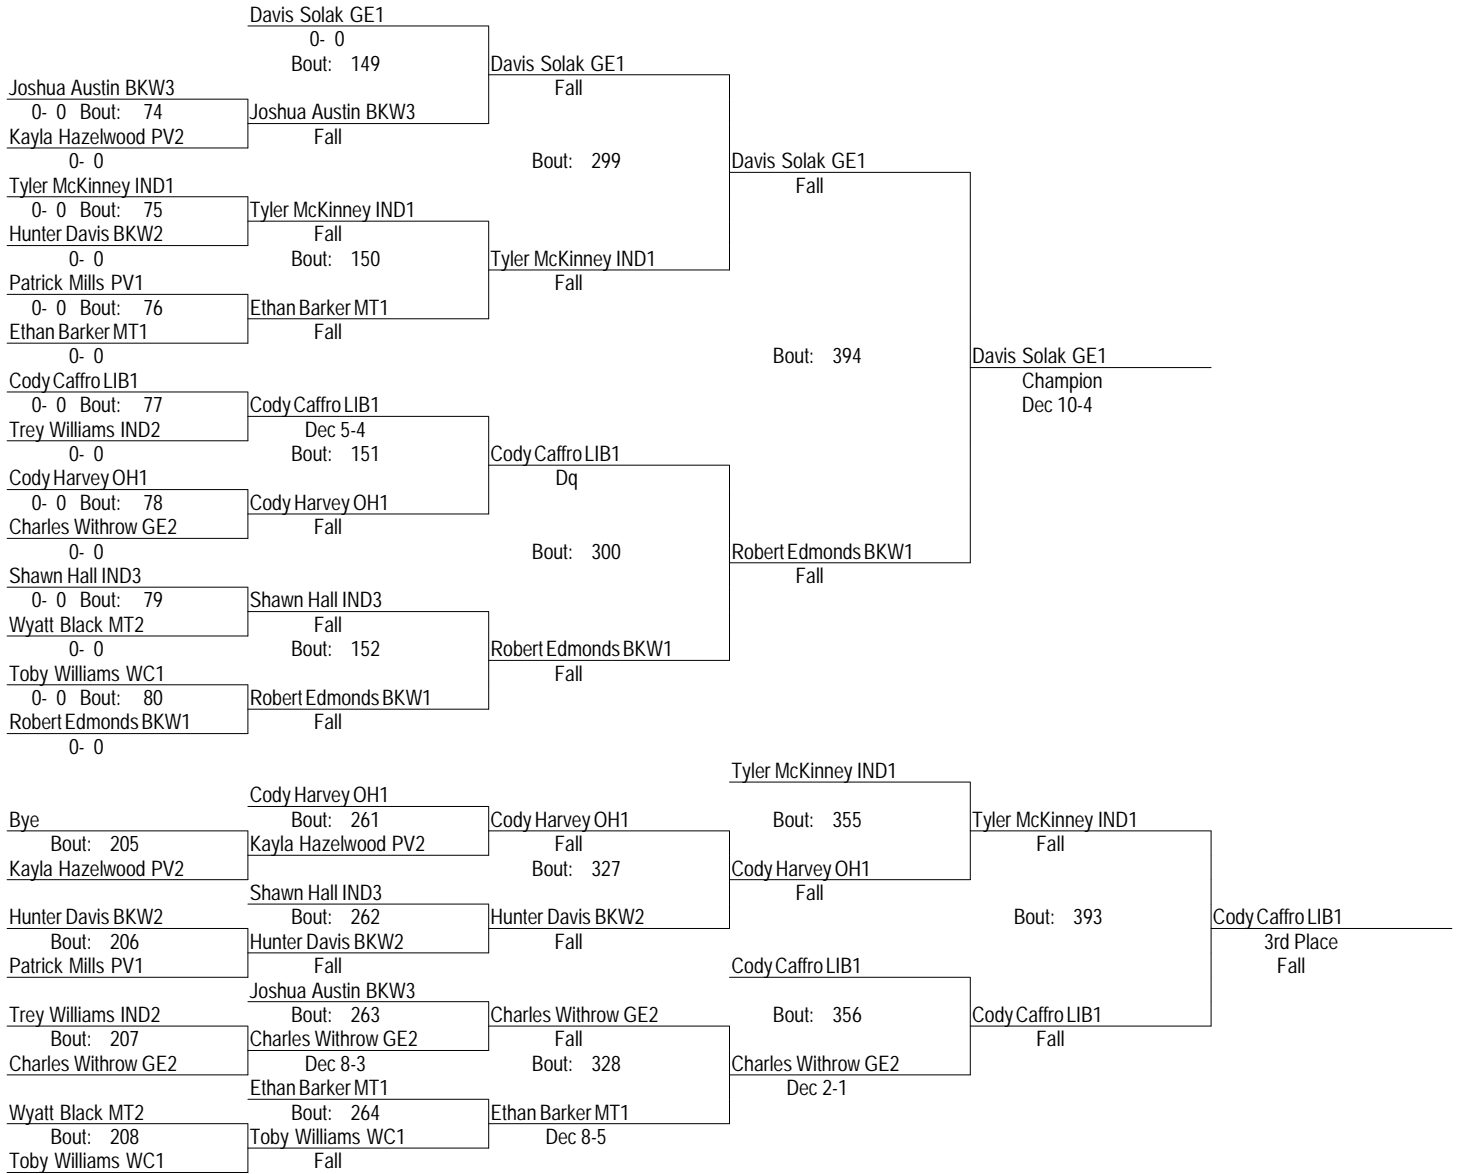 Davis Solak GE1
0- 0
Bout: 149
Davis Solak GE1
Fall
Joshua Austin BKW3
0- 0 Bout: 74
Joshua Austin BKW3
Fall
Kayla Hazelwood PV2
0- 0
Bout: 299
Davis Solak GE1
Fall
Tyler McKinney IND1
0- 0 Bout: 75
Tyler McKinney IND1
Fall
Hunter Davis BKW2
0- 0
Bout: 150
Tyler McKinney IND1
Fall
Patrick Mills PV1
0- 0 Bout: 76
Ethan Barker MT1
Fall
Ethan Barker MT1
0- 0
Bout: 394
Davis Solak GE1
Champion
Dec 10-4
Cody Caffro LIB1
0- 0 Bout: 77
Cody Caffro LIB1
Dec 5-4
Trey Williams IND2
0- 0
Bout: 151
Cody Caffro LIB1
Dq
Cody Harvey OH1
0- 0 Bout: 78
Cody Harvey OH1
Fall
Charles Withrow GE2
0- 0
Bout: 300
Robert Edmonds BKW1
Fall
Shawn Hall IND3
0- 0 Bout: 79
Shawn Hall IND3
Fall
Wyatt Black MT2
0- 0
Bout: 152
Robert Edmonds BKW1
Fall
Toby Williams WC1
0- 0 Bout: 80
Robert Edmonds BKW1
Fall
Robert Edmonds BKW1
0- 0
Tyler McKinney IND1
Cody Harvey OH1
Bye
Bout: 261
Cody Harvey OH1
Fall
Bout: 355
Tyler McKinney IND1
Fall
Bout: 205
Kayla Hazelwood PV2
Kayla Hazelwood PV2
Bout: 327
Cody Harvey OH1
Fall
Shawn Hall IND3
Hunter Davis BKW2
Bout: 262
Hunter Davis BKW2
Fall
Bout: 393
Cody Caffro LIB1
3rd Place
Fall
Bout: 206
Hunter Davis BKW2
Fall
Patrick Mills PV1
Cody Caffro LIB1
Joshua Austin BKW3
Trey Williams IND2
Bout: 263
Charles Withrow GE2
Fall
Bout: 356
Cody Caffro LIB1
Fall
Bout: 207
Charles Withrow GE2
Dec 8-3
Charles Withrow GE2
Bout: 328
Charles Withrow GE2
Dec 2-1
Ethan Barker MT1
Wyatt Black MT2
Bout: 264
Ethan Barker MT1
Dec 8-5
Bout: 208
Toby Williams WC1
Fall
Toby Williams WC1